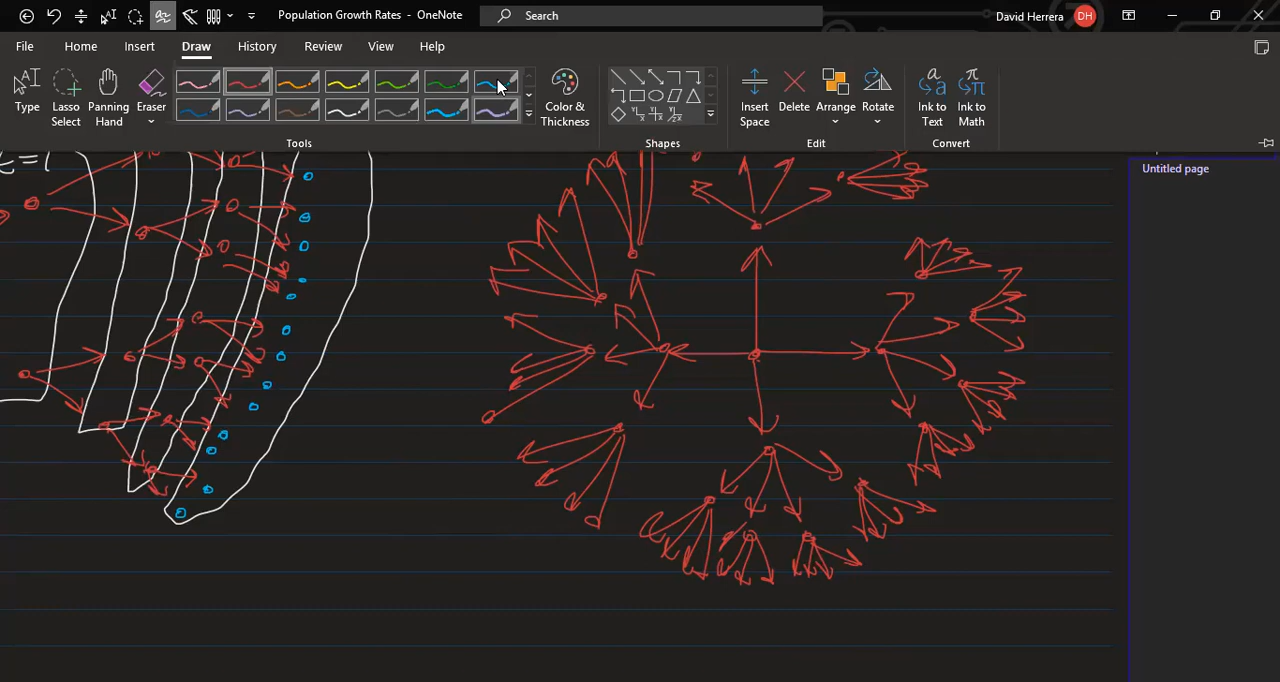 Population Growth Rates - OneNote
Search
David Herrera DH
File Home Insert Draw History Review View Help
Type Lasso Select Panning Hand Eraser Color & Thickness Insert Space Delete Arrange Rotate Ink to Text Ink to Math
Tools Shapes Edit Convert
Untitled page